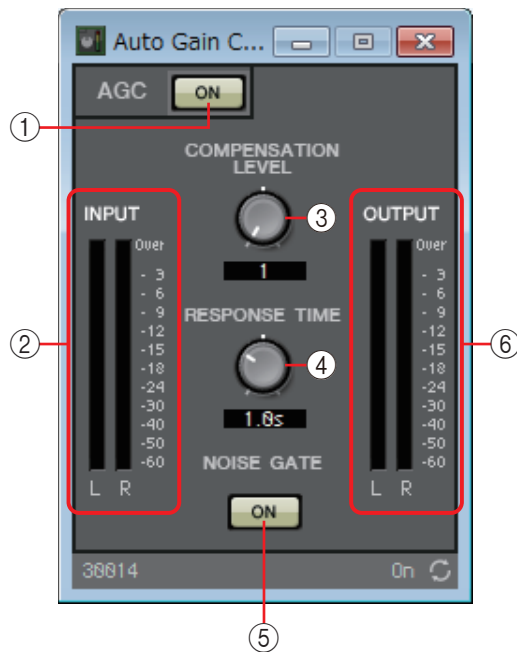 Auto Gain C...
AGC ON
①
COMPENSATION
LEVEL
③
1
INPUT
Over
- 3
- 6
- 9
-12
-15
-18
-24
-30
-40
-50
-60
L R
②
RESPONSE TIME
④
1.0s
NOISE GATE
ON
⑤
OUTPUT
Over
- 3
- 6
- 9
-12
-15
-18
-24
-30
-40
-50
-60
L R
⑥
30014
On